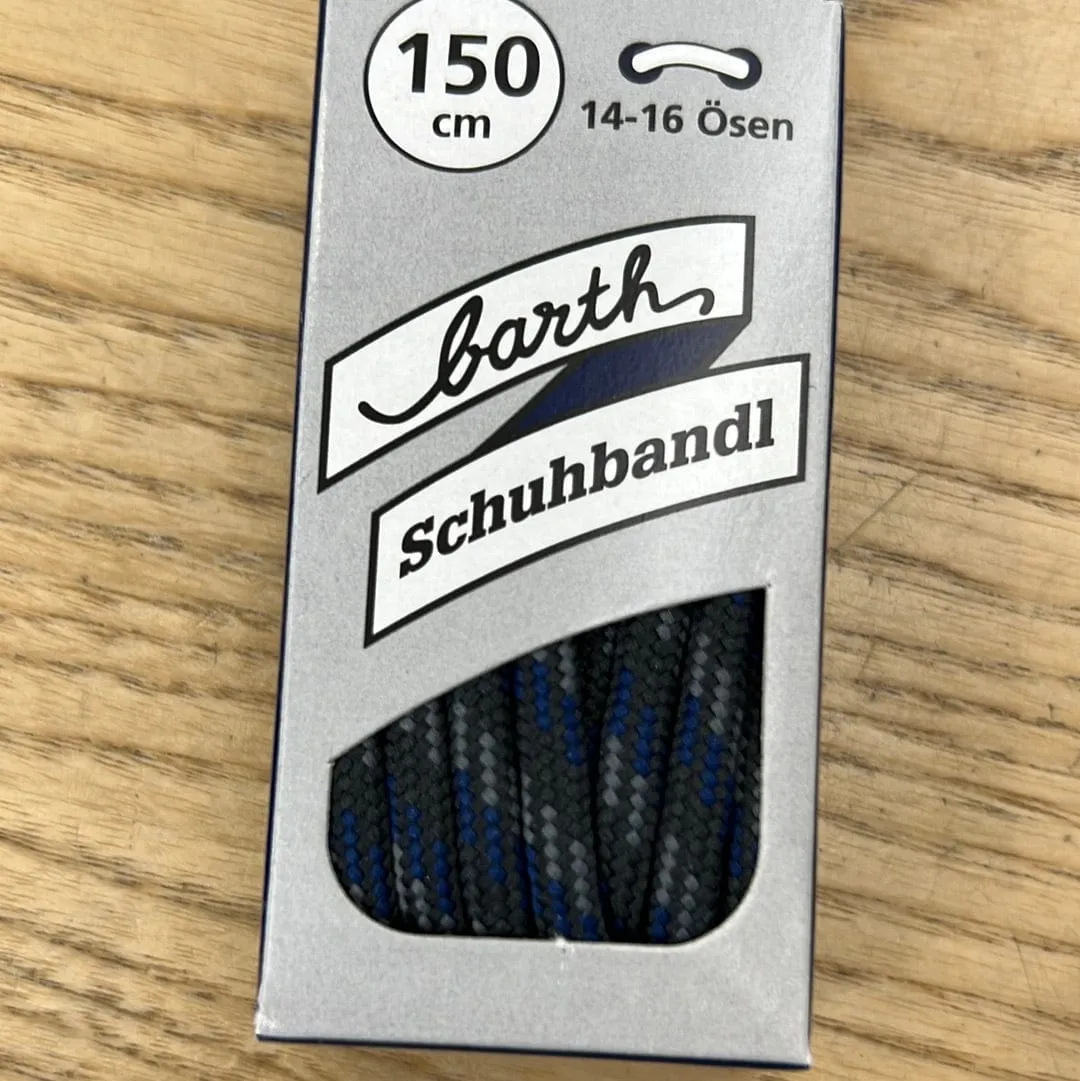 150
cm
14-16 Ösen
barth
Schuhbandl